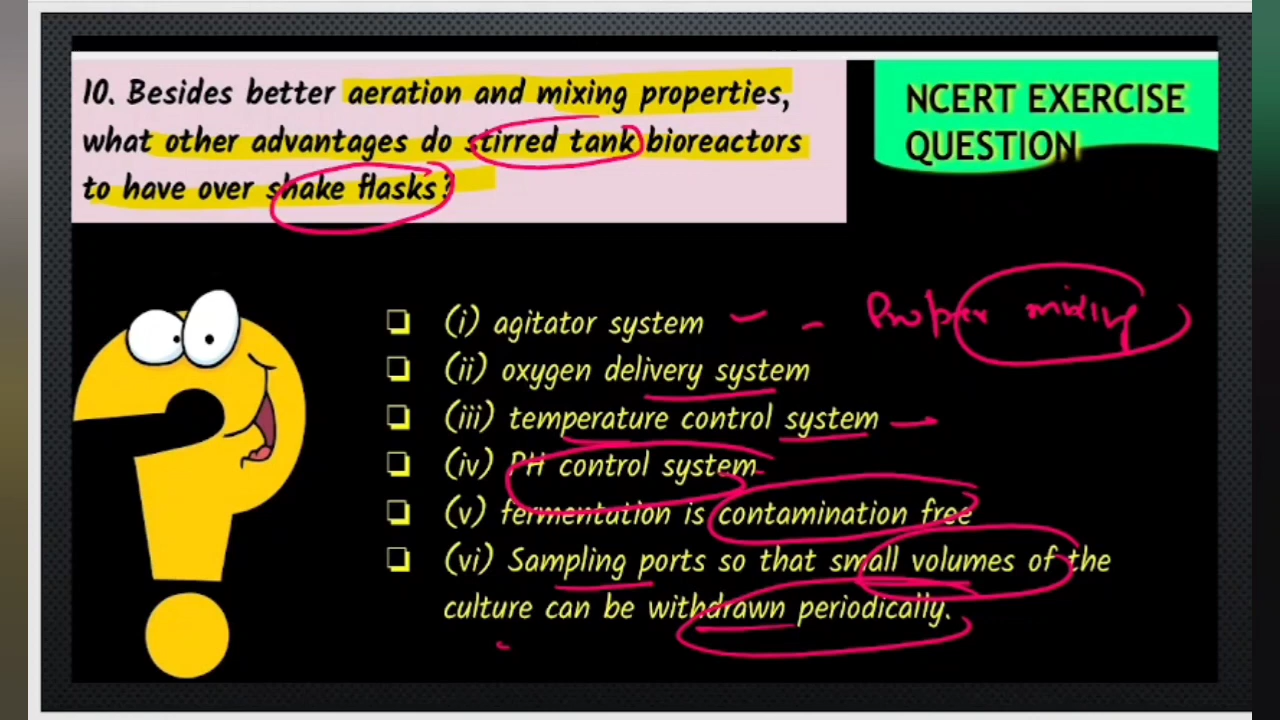 10. Besides better aeration and mixing properties,
what other advantages do stirred tank bioreactors
to have over shake flasks?
NCERT EXERCISE
QUESTION
(i) agitator system - Proper mixing
(ii) oxygen delivery system
(iii) temperature control system
(iv) PH control system
(v) fermentation is contamination free
(vi) Sampling ports so that small volumes of the
culture can be withdrawn periodically.